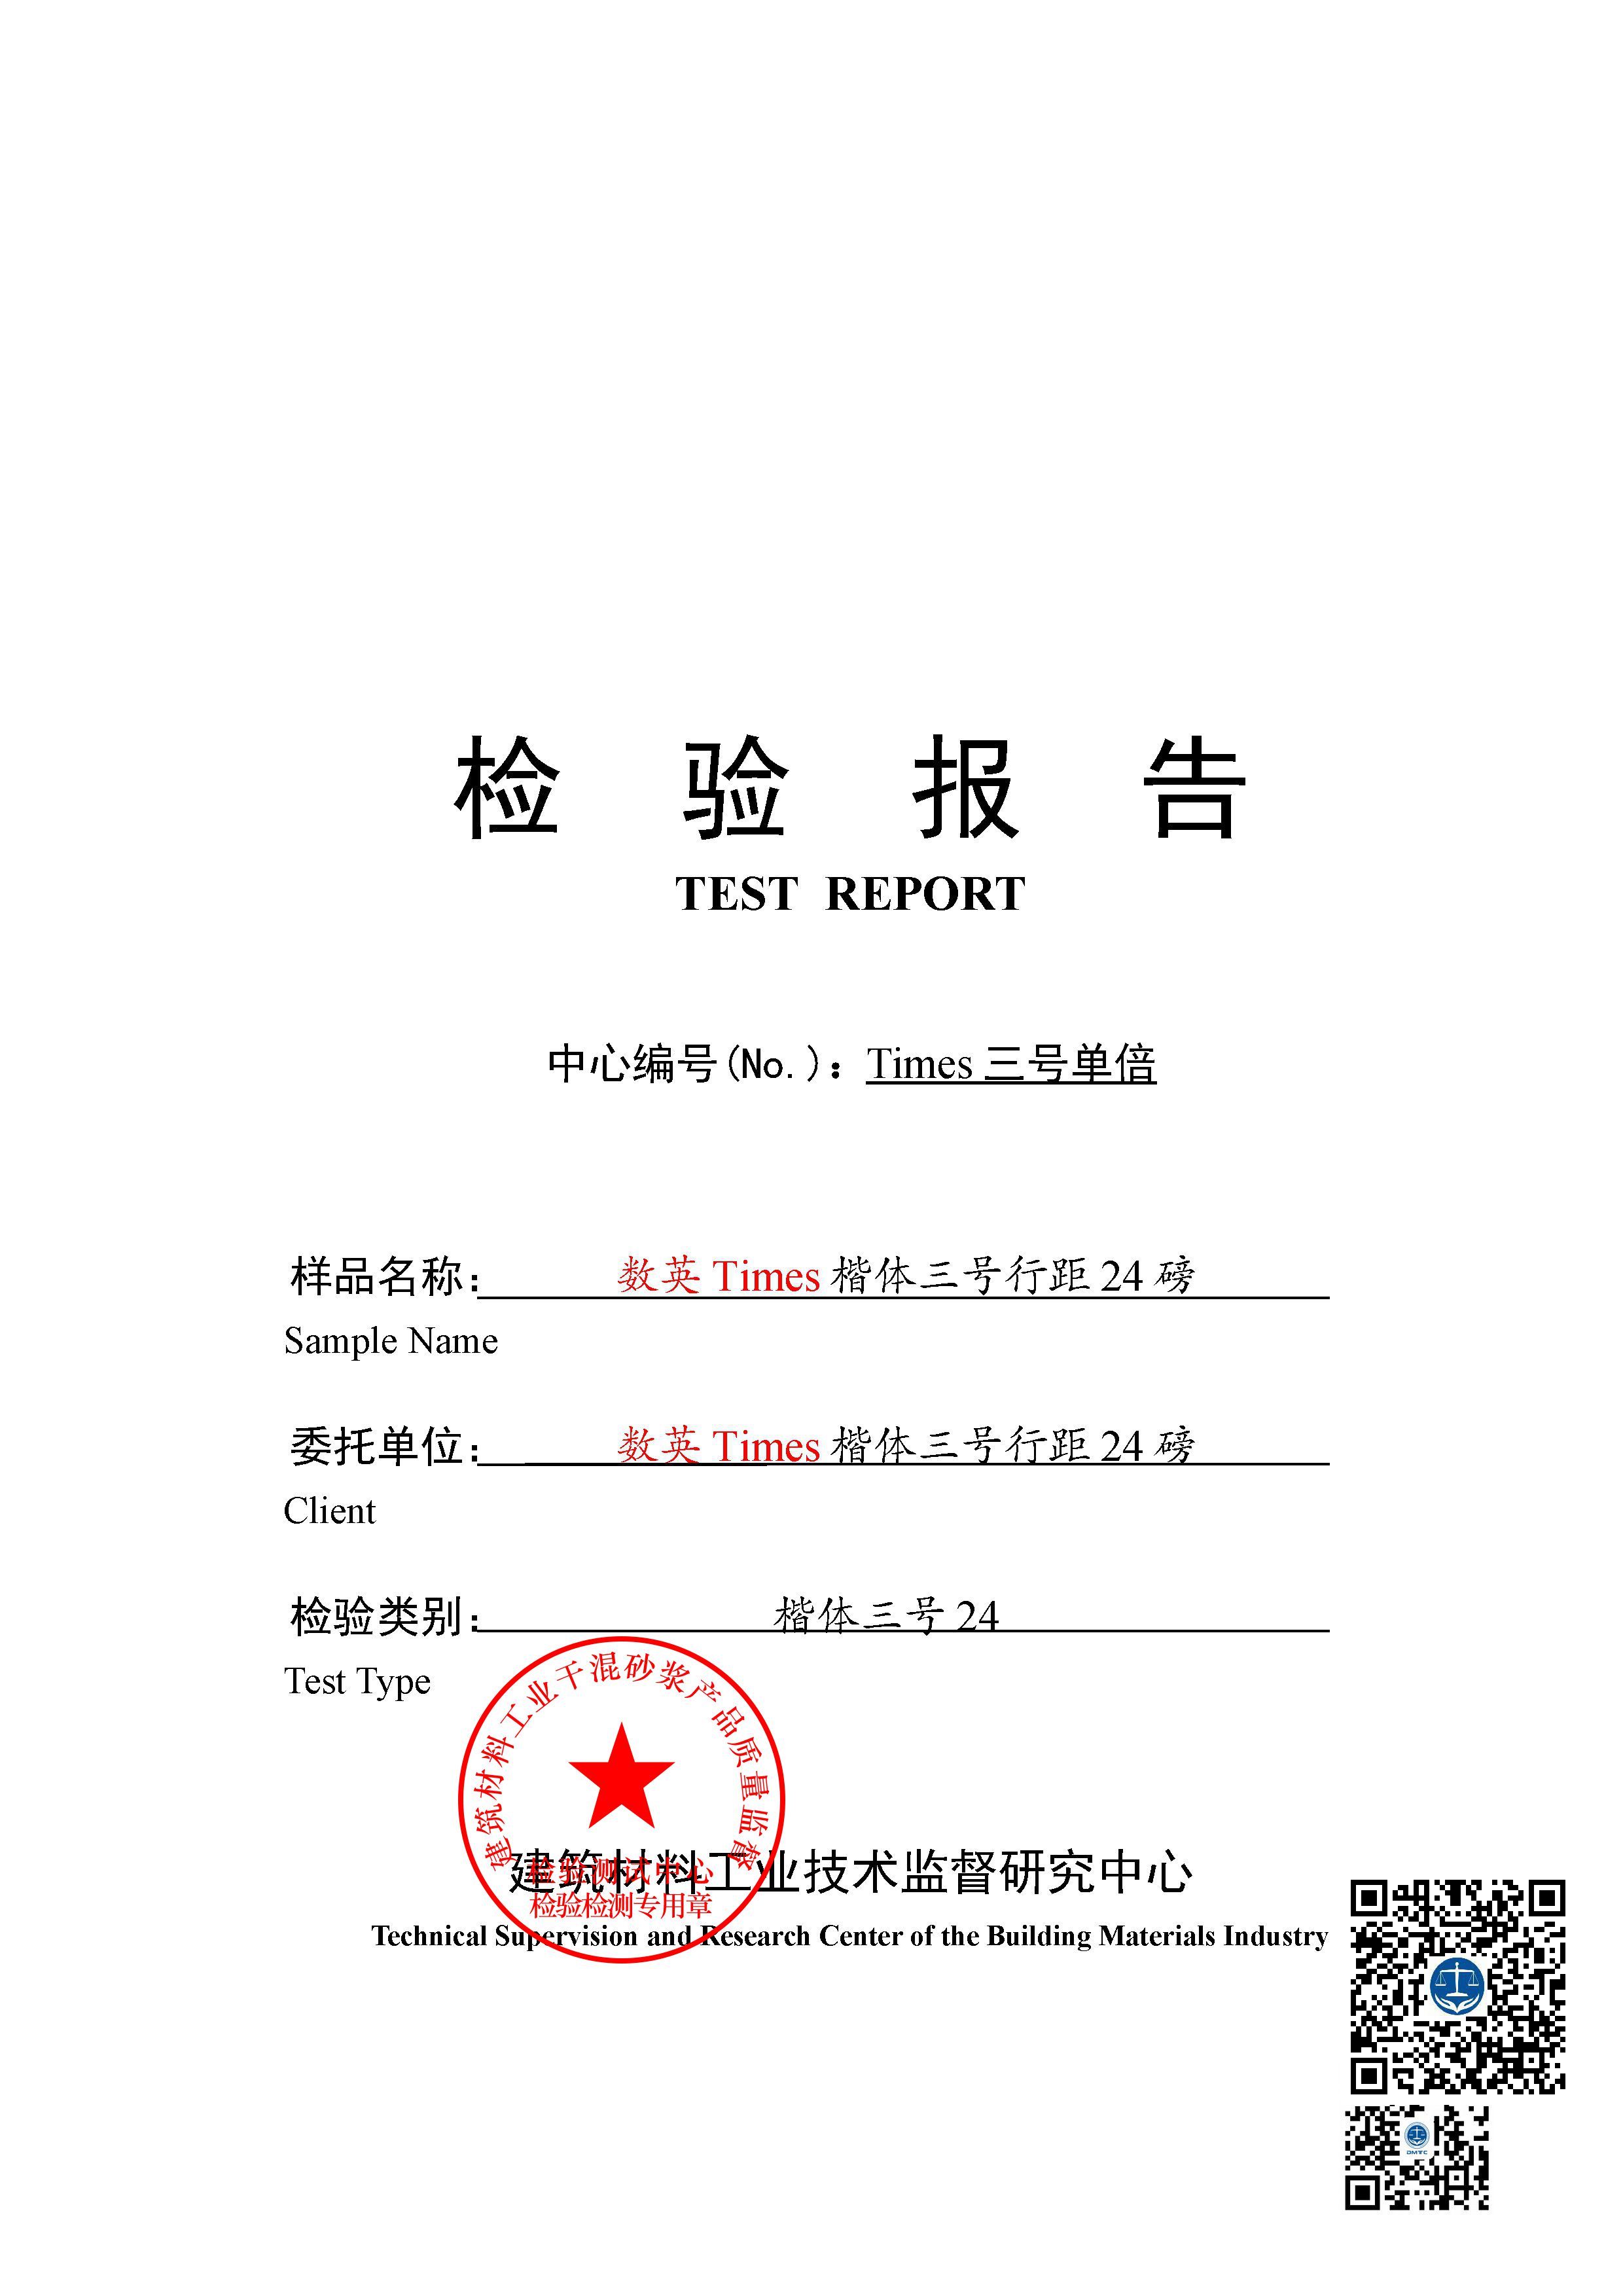 检 验 报 告
TEST REPORT
中心编号(No.)：Times 三号单倍
样品名称：数英 Times 楷体三号行距 24 磅
Sample Name
委托单位：数英 Times 楷体三号行距 24 磅
Client
检验类别：楷体三号 24
Test Type
建筑材料工业干混砂浆产品质量监督
检验测试中心
检验检测专用章
建筑材料工业技术监督研究中心
Technical Supervision and Research Center of the Building Materials Industry
DMTC